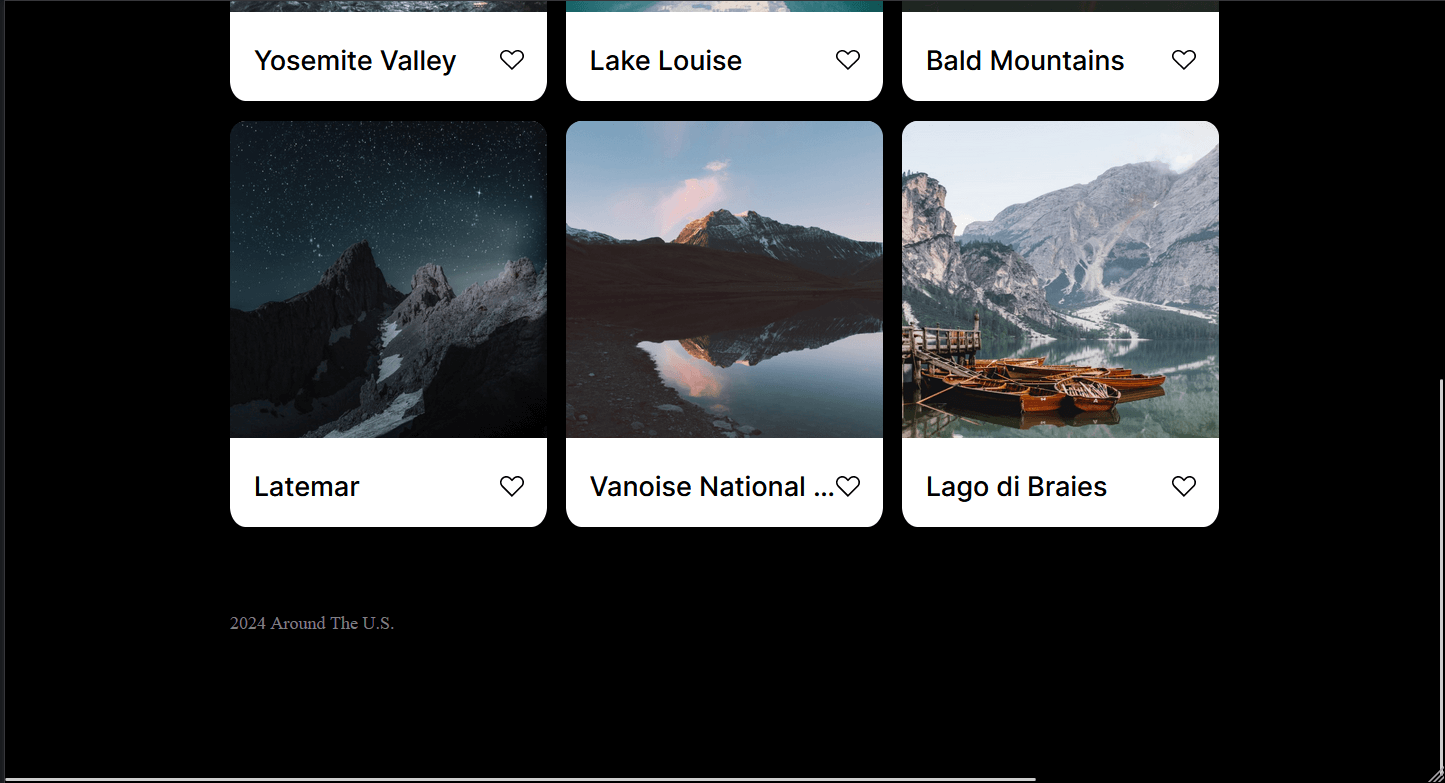 Yosemite Valley
Lake Louise
Bald Mountains
Latemar
Vanoise National ...
Lago di Braies
2024 Around The U.S.